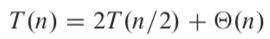 T(n) = 2T(n/2) + Θ(n)